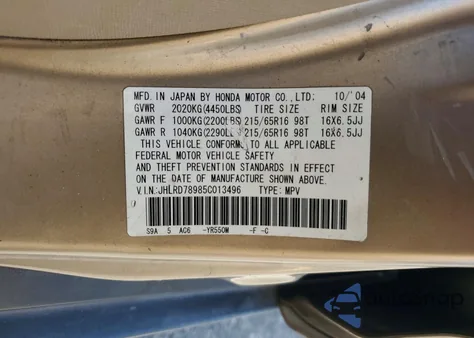 MFD. IN JAPAN BY HONDA MOTOR CO., LTD: 10/'04
GVWR 2020KG(4450LBS) TIRE SIZE RIM SIZE
GAWR F 1000KG(2200LBS) 215/65R16 98T 16X6.5JJ
GAWR R 1040KG(2290LBS) 215/65R16 98T 16X6.5JJ
THIS VEHICLE CONFORMS TO ALL APPLICABLE
FEDERAL MOTOR VEHICLE SAFETY
AND THEFT PREVENTION STANDARDS IN EFFECT
ON THE DATE OF MANUFACTURE SHOWN ABOVE.
V.I.N.:JHLRD78985C013496 TYPE: MPV
S9A 5 AC6 -YR550M -F -C